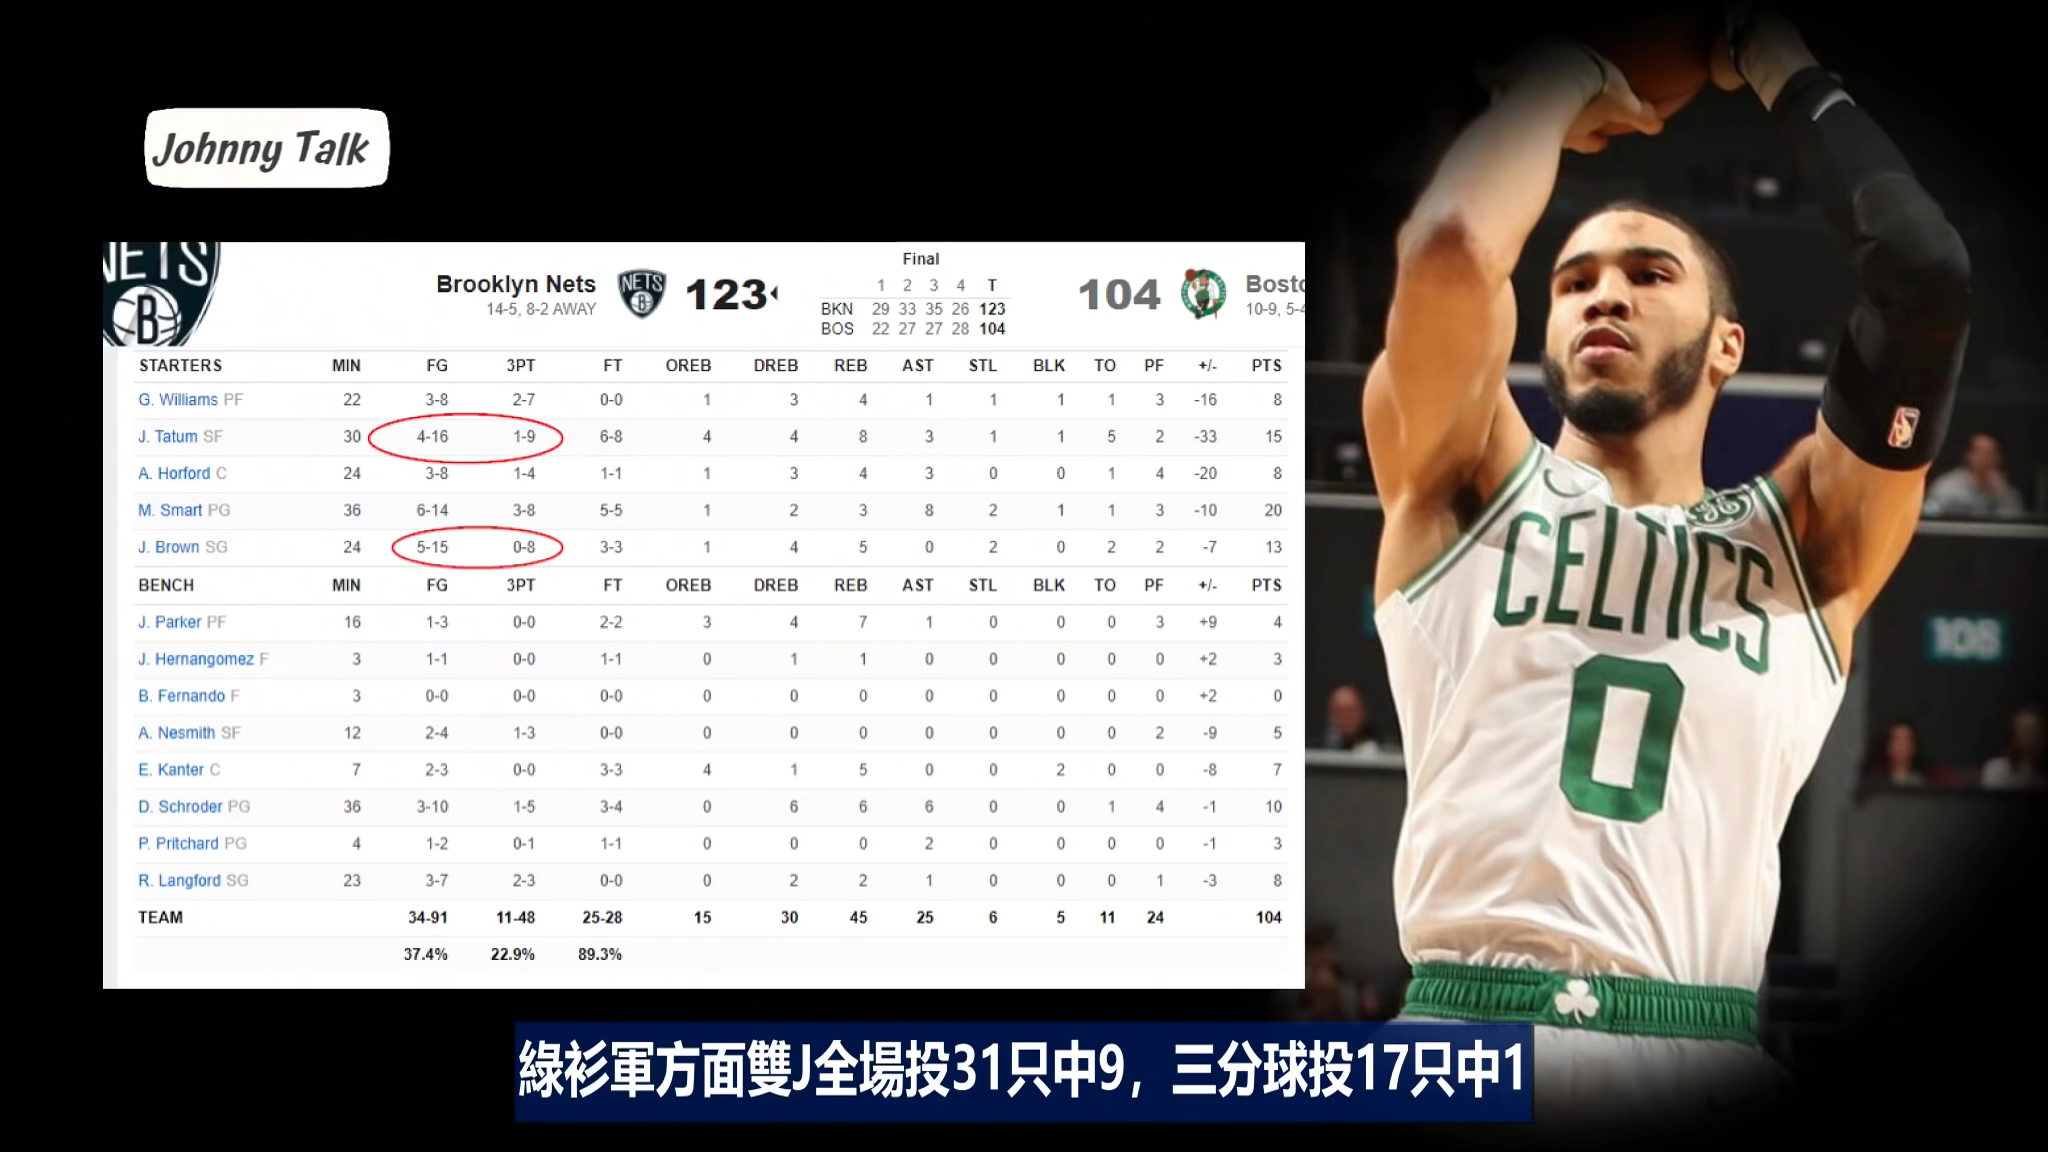 Johnny Talk
NETS
B
Brooklyn Nets
14-5, 8-2 AWAY
NETS
B
123
Final
1 2 3 4 T
BKN 29 33 35 26 123
BOS 22 27 27 28 104
104
Bosto
10-9, 5-4
STARTERS MIN FG 3PT FT OREB DREB REB AST STL BLK TO PF +/- PTS
G. Williams PF 22 3-8 2-7 0-0 1 3 4 1 1 1 1 3 -16 8
J. Tatum SF 30 4-16 1-9 6-8 4 4 8 3 1 1 5 2 -33 15
A. Horford C 24 3-8 1-4 1-1 1 3 4 3 0 0 1 4 -20 8
M. Smart PG 36 6-14 3-8 5-5 1 2 3 8 2 1 1 3 -10 20
J. Brown SG 24 5-15 0-8 3-3 1 4 5 0 2 0 2 2 -7 13
BENCH MIN FG 3PT FT OREB DREB REB AST STL BLK TO PF +/- PTS
J. Parker PF 16 1-3 0-0 2-2 3 4 7 1 0 0 0 3 +9 4
J. Hernangomez F 3 1-1 0-0 1-1 0 1 1 0 0 0 0 0 +2 3
B. Fernando F 3 0-0 0-0 0-0 0 0 0 0 0 0 0 0 +2 0
A. Nesmith SF 12 2-4 1-3 0-0 0 0 0 0 0 0 0 2 -9 5
E. Kanter C 7 2-3 0-0 3-3 4 1 5 0 0 2 0 0 -8 7
D. Schroder PG 36 3-10 1-5 3-4 0 6 6 6 0 0 1 4 -1 10
P. Pritchard PG 4 1-2 0-1 1-1 0 0 0 2 0 0 0 0 -1 3
R. Langford SG 23 3-7 2-3 0-0 0 2 2 1 0 0 0 1 -3 8
TEAM 34-91 11-48 25-28 15 30 45 25 6 5 11 24 104
37.4% 22.9% 89.3%
CELTICS
0
108
綠衫軍方面雙J全場投31只中9，三分球投17只中1